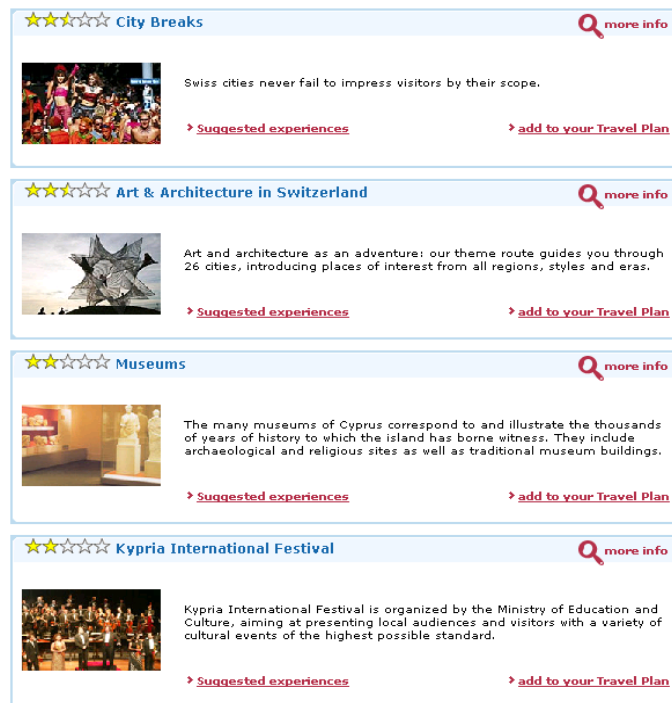 City Breaks
more info
Swiss cities never fail to impress visitors by their scope.
Suggested experiences
add to your Travel Plan
Art & Architecture in Switzerland
more info
Art and architecture as an adventure: our theme route guides you through
26 cities, introducing places of interest from all regions, styles and eras.
Suggested experiences
add to your Travel Plan
Museums
more info
The many museums of Cyprus correspond to and illustrate the thousands
of years of history to which the island has borne witness. They include
archaeological and religious sites as well as traditional museum buildings.
Suggested experiences
add to your Travel Plan
Kypria International Festival
more info
Kypria International Festival is organized by the Ministry of Education and
Culture, aiming at presenting local audiences and visitors with a variety of
cultural events of the highest possible standard.
Suggested experiences
add to your Travel Plan